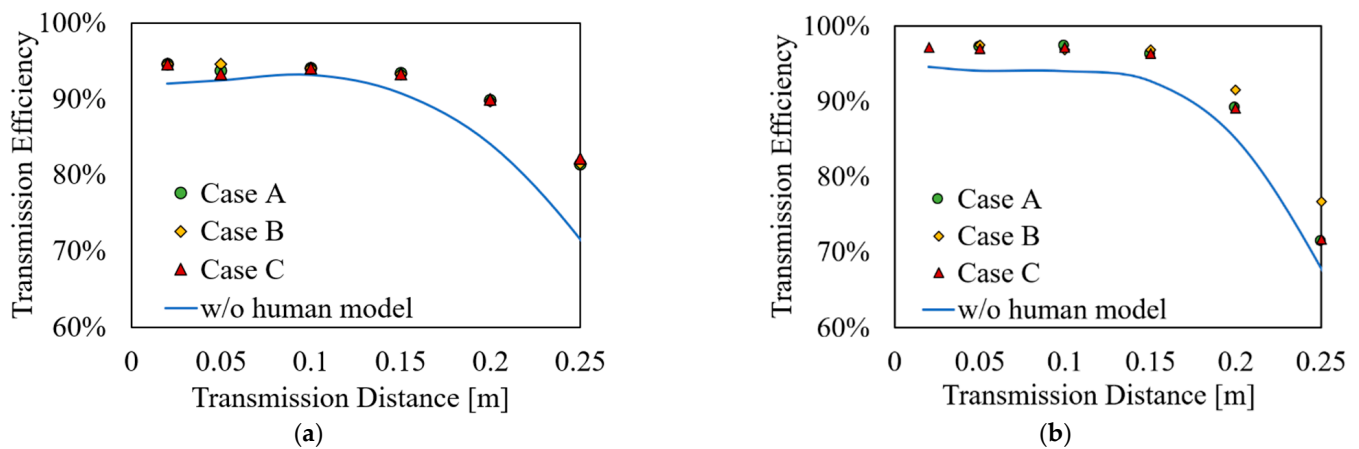 100%
90%
80%
70%
60%
Transmission Efficiency
Case A
Case B
Case C
w/o human model
0
0.05
0.1
0.15
0.2
0.25
Transmission Distance [m]
(a)
100%
90%
80%
70%
60%
Transmission Efficiency
Case A
Case B
Case C
w/o human model
0
0.05
0.1
0.15
0.2
0.25
Transmission Distance [m]
(b)